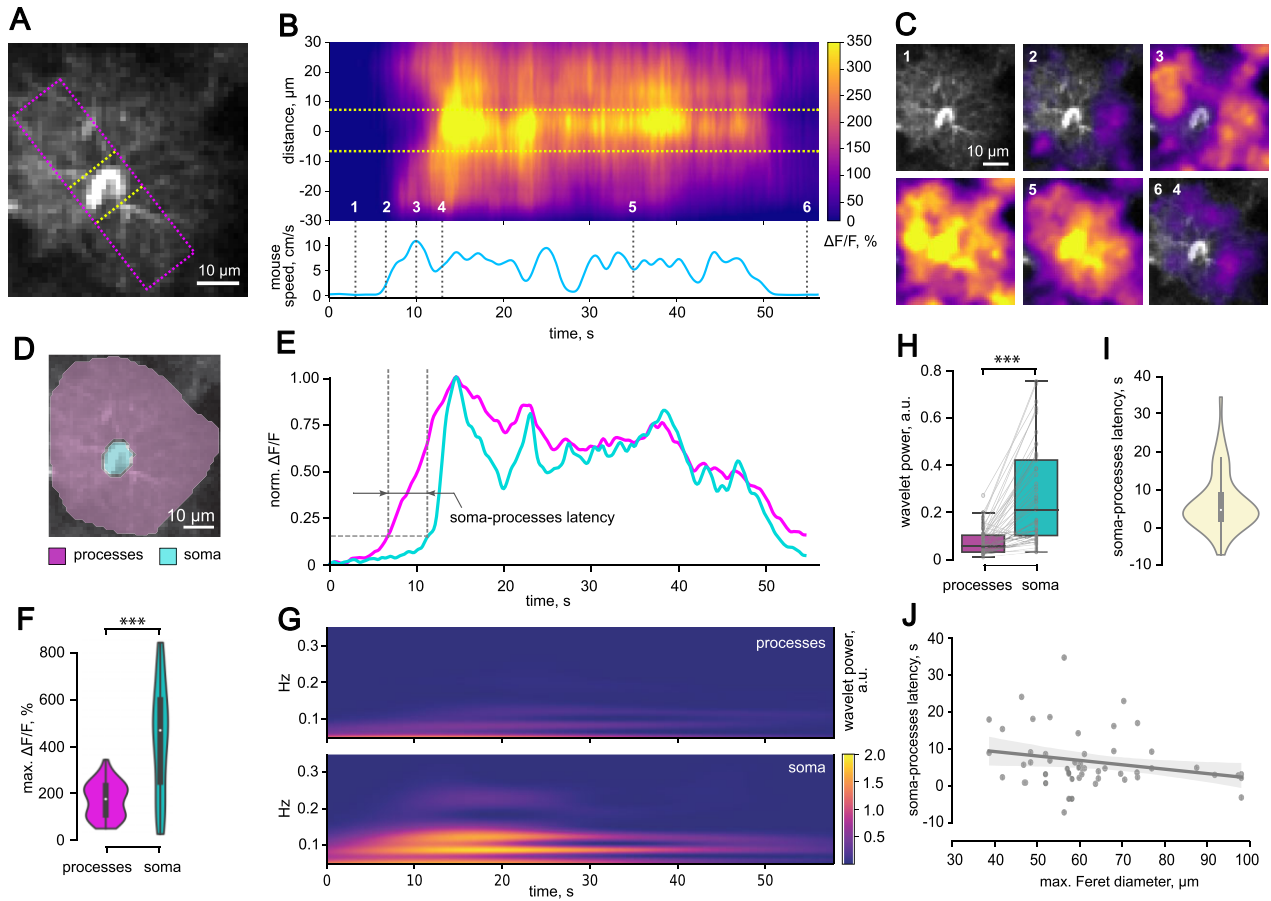 A
10 µm
B
30
20
10
0
-10
-20
-30
distance, µm
1 2 3 4 5 6
350
300
250
200
150
100
50
0
ΔF/F, %
10
5
0
mouse
speed, cm/s
0 10 20 30 40 50
time, s
C
1 2 3
10 µm
5 6 4
D
10 µm
processes soma
E
1.00
0.75
0.50
0.25
0
norm. ΔF/F
soma-processes latency
0 10 20 30 40 50
time, s
F
***
800
600
400
200
0
max. ΔF/F, %
processes soma
G
0.3
0.1
Hz
processes
0 10 20 30 40 50
wavelet power,
a.u.
0.3
0.1
Hz
soma
2.0
1.5
1.0
0.5
0 10 20 30 40 50
time, s
H
***
0.8
0.6
0.4
0.2
0
wavelet power, a.u.
processes soma
I
40
30
20
10
0
-10
soma-processes latency, s
J
40
30
20
10
0
-10
soma-processes latency, s
30 40 50 60 70 80 90 100
max. Feret diameter, µm